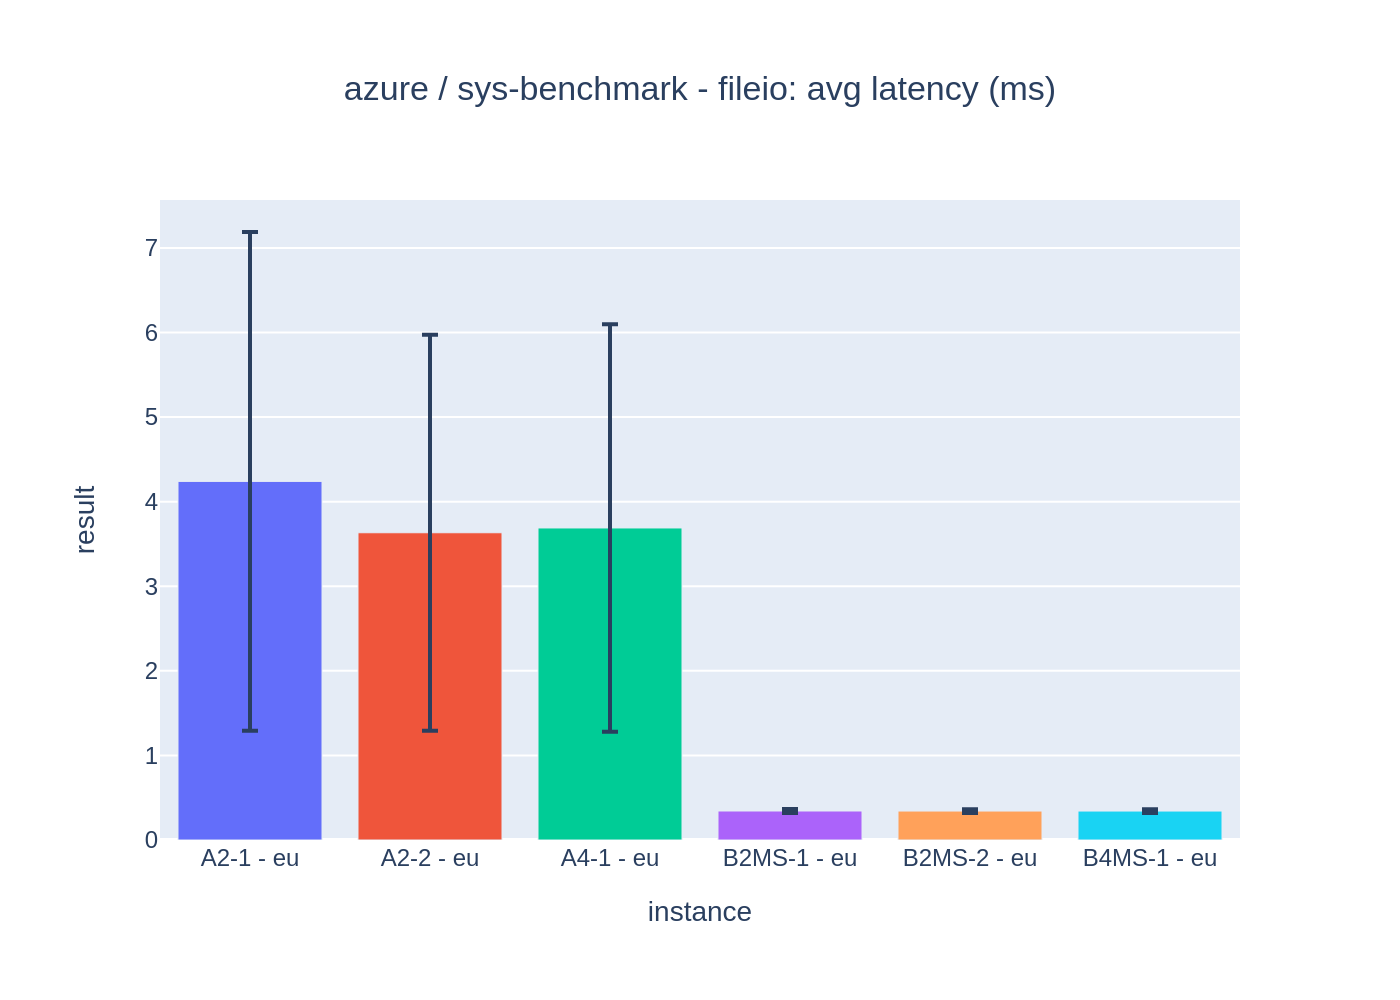 azure / sys-benchmark - fileio: avg latency (ms)
7
6
5
4
3
2
1
0
result
A2-1 - eu
A2-2 - eu
A4-1 - eu
B2MS-1 - eu
B2MS-2 - eu
B4MS-1 - eu
instance